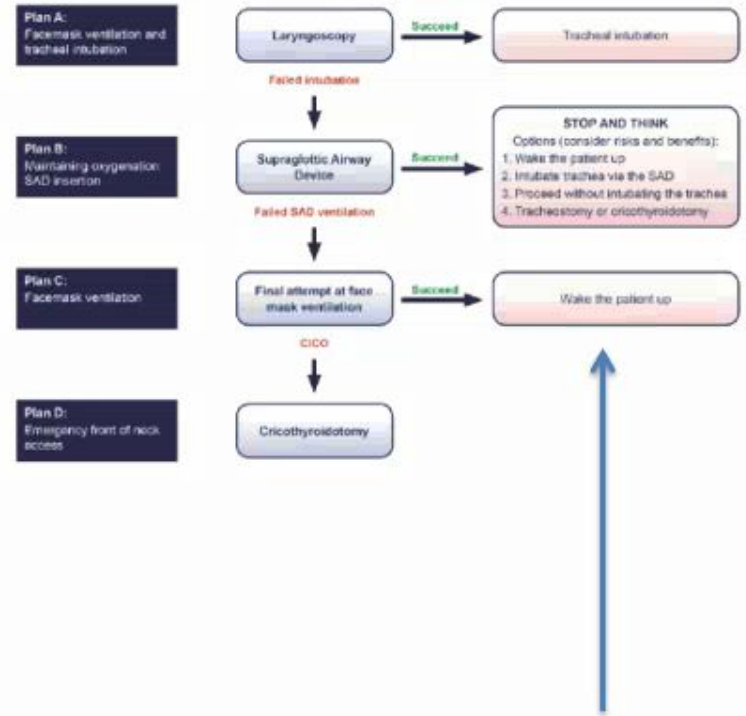 Plan A:
Facemask ventilation and
tracheal intubation
Laryngoscopy
Succeed
Tracheal intubation
Failed intubation
Plan B:
Maintaining oxygenation:
SAD insertion
Supraglottic Airway
Device
Succeed
STOP AND THINK
Options (consider risks and benefits):
1. Wake the patient up
2. Intubate trachea via the SAD
3. Proceed without intubating the trachea
4. Tracheostomy or cricothyroidotomy
Failed SAD ventilation
Plan C:
Facemask ventilation
Final attempt at face
mask ventilation
Succeed
Wake the patient up
CICO
Plan D:
Emergency front of neck
access
Cricothyroidotomy